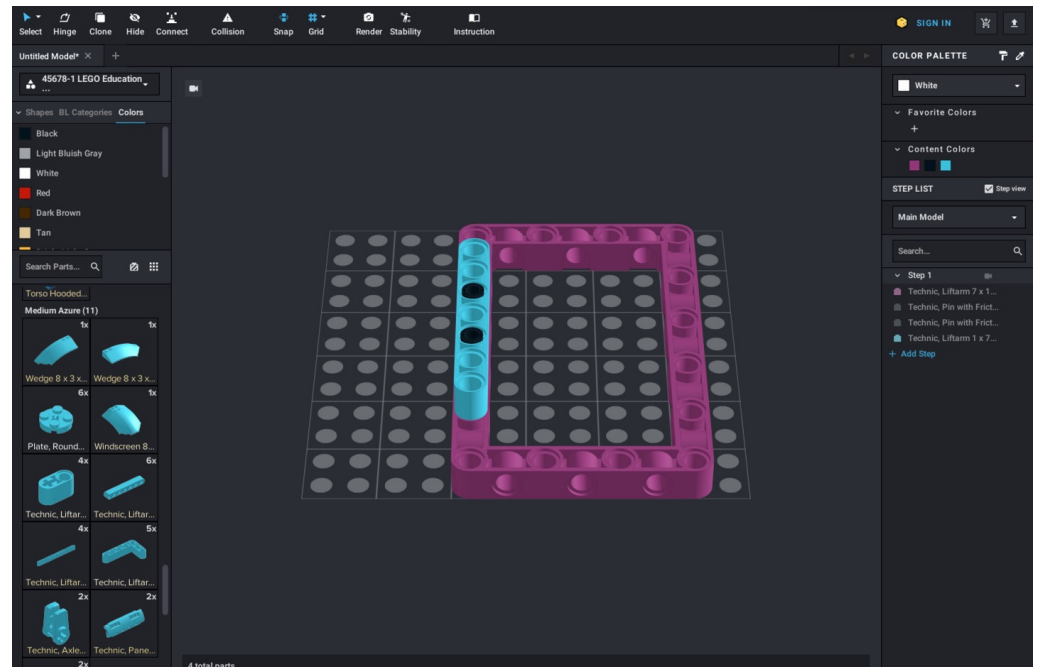 Select Hinge Clone Hide Connect Collision Snap Grid Render Stability Instruction SIGN IN
Untitled Model*
45678-1 LEGO Education
...
Shapes BL Categories Colors
Black
Light Bluish Gray
White
Red
Dark Brown
Tan
Search Parts...
Torso Hooded...
Medium Azure (11)
1x 1x
Wedge 8 x 3 x... Wedge 8 x 3 x...
6x 1x
Plate, Round... Windscreen 8...
4x 6x
Technic, Liftar... Technic, Liftar...
4x 5x
Technic, Liftar... Technic, Liftar...
2x 2x
Technic, Axle... Technic, Pane...
2x
4 total parts
COLOR PALETTE
White
Favorite Colors
+
Content Colors
STEP LIST Step view
Main Model
Search...
Step 1
Technic, Liftarm 7 x 1...
Technic, Pin with Frict...
Technic, Pin with Frict...
Technic, Liftarm 1 x 7...
+ Add Step